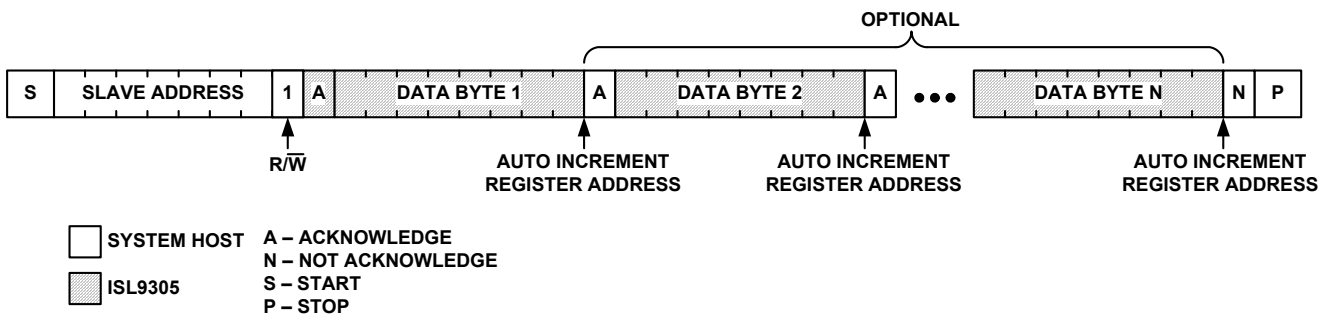 OPTIONAL
S SLAVE ADDRESS 1 A DATA BYTE 1 A DATA BYTE 2 A ●●● DATA BYTE N N P
R/W̅
AUTO INCREMENT
REGISTER ADDRESS
AUTO INCREMENT
REGISTER ADDRESS
AUTO INCREMENT
REGISTER ADDRESS
SYSTEM HOST
ISL9305
A – ACKNOWLEDGE
N – NOT ACKNOWLEDGE
S – START
P – STOP